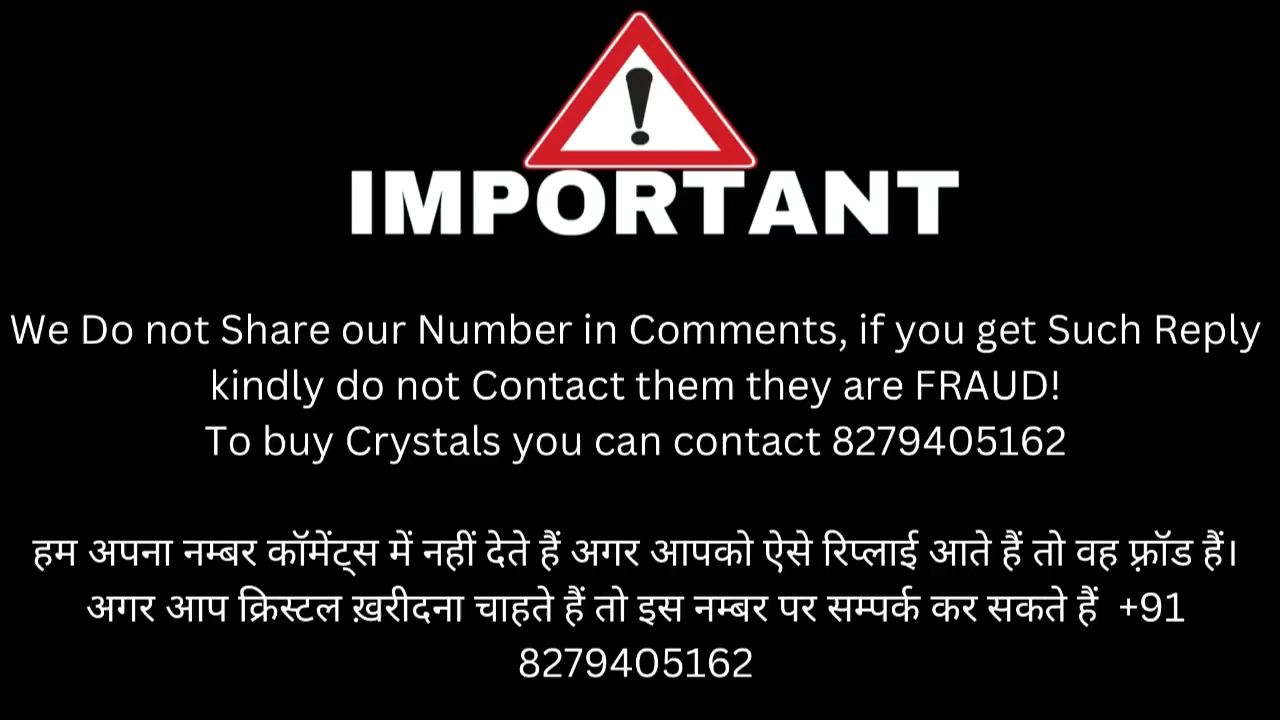 IMPORTANT
We Do not Share our Number in Comments, if you get Such Reply
kindly do not Contact them they are FRAUD!
To buy Crystals you can contact 8279405162
हम अपना नम्बर कॉमेंट्स में नहीं देते हैं अगर आपको ऐसे रिप्लाई आते हैं तो वह फ़्रॉड हैं।
अगर आप क्रिस्टल ख़रीदना चाहते हैं तो इस नम्बर पर सम्पर्क कर सकते हैं +91
8279405162